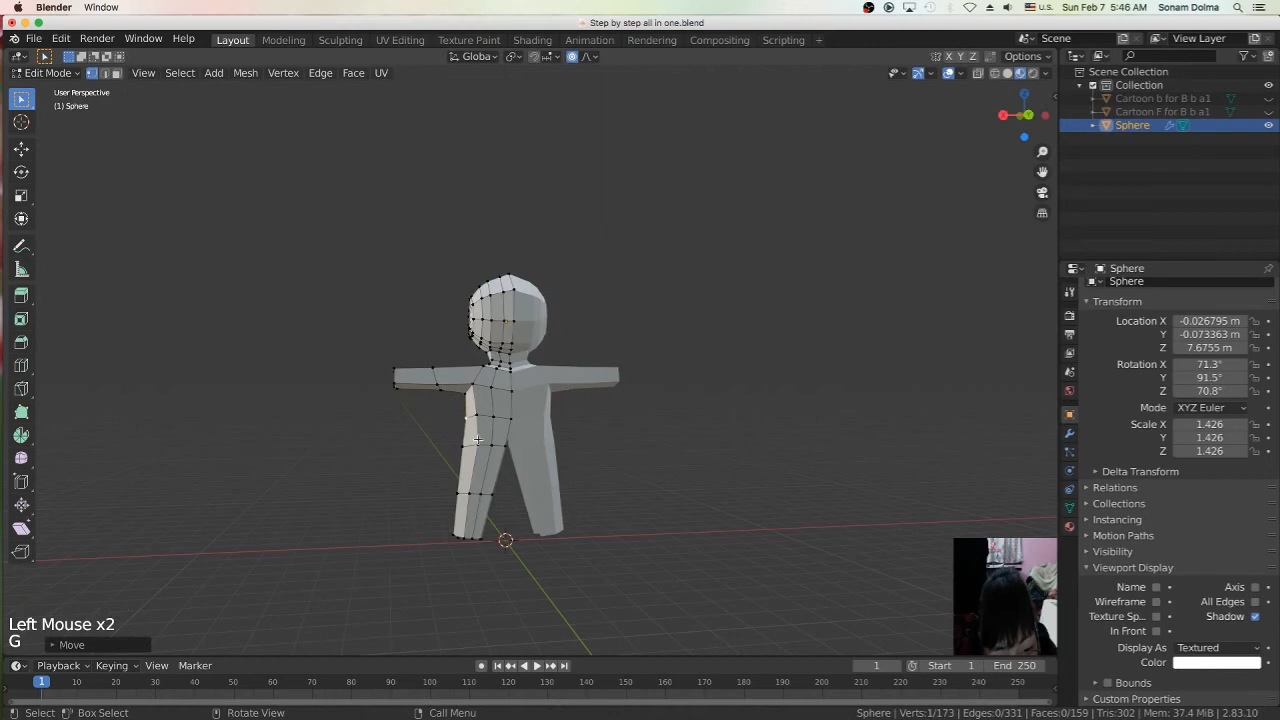 Blender Window
U.S. Sun Feb 7 5:46 AM Sonam Dolma
Step by step all in one.blend
File Edit Render Window Help Layout Modeling Sculpting UV Editing Texture Paint Shading Animation Rendering Compositing Scripting + Scene View Layer
Globa X Y Z Options
Edit Mode View Select Add Mesh Vertex Edge Face UV
Scene Collection
Collection
Cartoon b for B b a1
Cartoon F for B b a1
Sphere
User Perspective
(1) Sphere
Z
Sphere
Sphere
Transform
Location X -0.026795 m
Y -0.073363 m
Z 7.6755 m
Rotation X 71.3°
Y 91.5°
Z 70.8°
Mode XYZ Euler
Scale X 1.426
Y 1.426
Z 1.426
Delta Transform
Relations
Collections
Instancing
Motion Paths
Visibility
Viewport Display
Name Axis
Wireframe All Edges
Texture Sp.. Shadow
In Front
Display As Textured
Color
Bounds
Custom Properties
Left Mouse x2
G
Move
Playback Keying View Marker 1 Start 1 End 250
1 10 20 30 40 50 60 70 80 90 100 110 120 130 140 150 160 170 180 190 200 210 220 230 240 250
Select Box Select Rotate View Call Menu Sphere | Verts:1/173 | Edges:0/331 | Faces:0/159 | Tris:302 | Mem: 37.4 MiB | 2.83.10